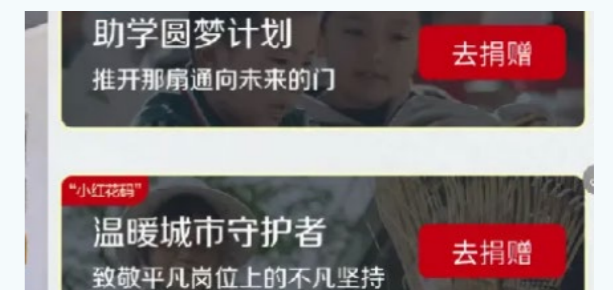 助学圆梦计划
去捐赠
推开那扇通向未来的门
“小红花码”
温暖城市守护者
去捐赠
致敬平凡岗位上的不凡坚持